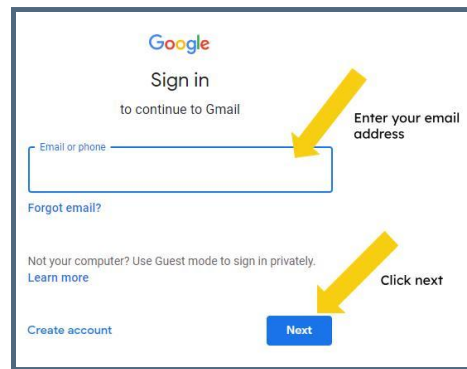 Google
Sign in
to continue to Gmail
Enter your email
address
Email or phone
Forgot email?
Not your computer? Use Guest mode to sign in privately.
Learn more
Click next
Create account
Next